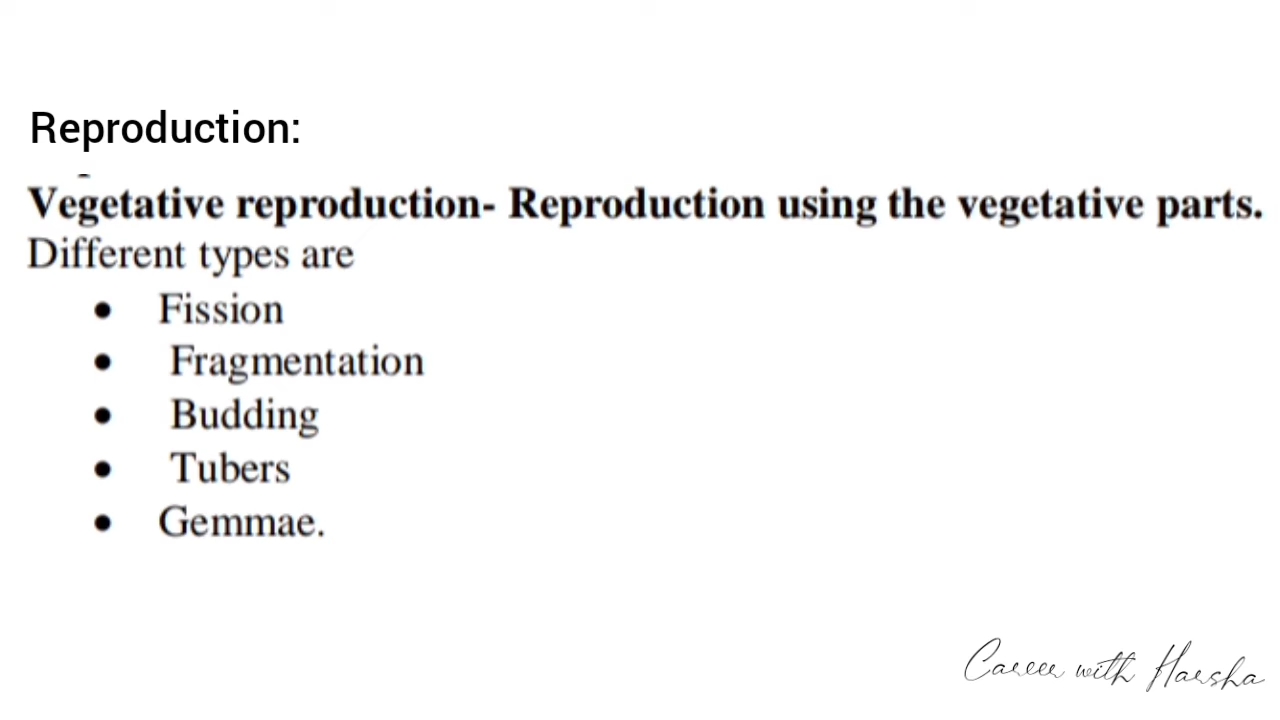 Reproduction:
Vegetative reproduction- Reproduction using the vegetative parts.
Different types are
• Fission
• Fragmentation
• Budding
• Tubers
• Gemmae.
Career with Harsha